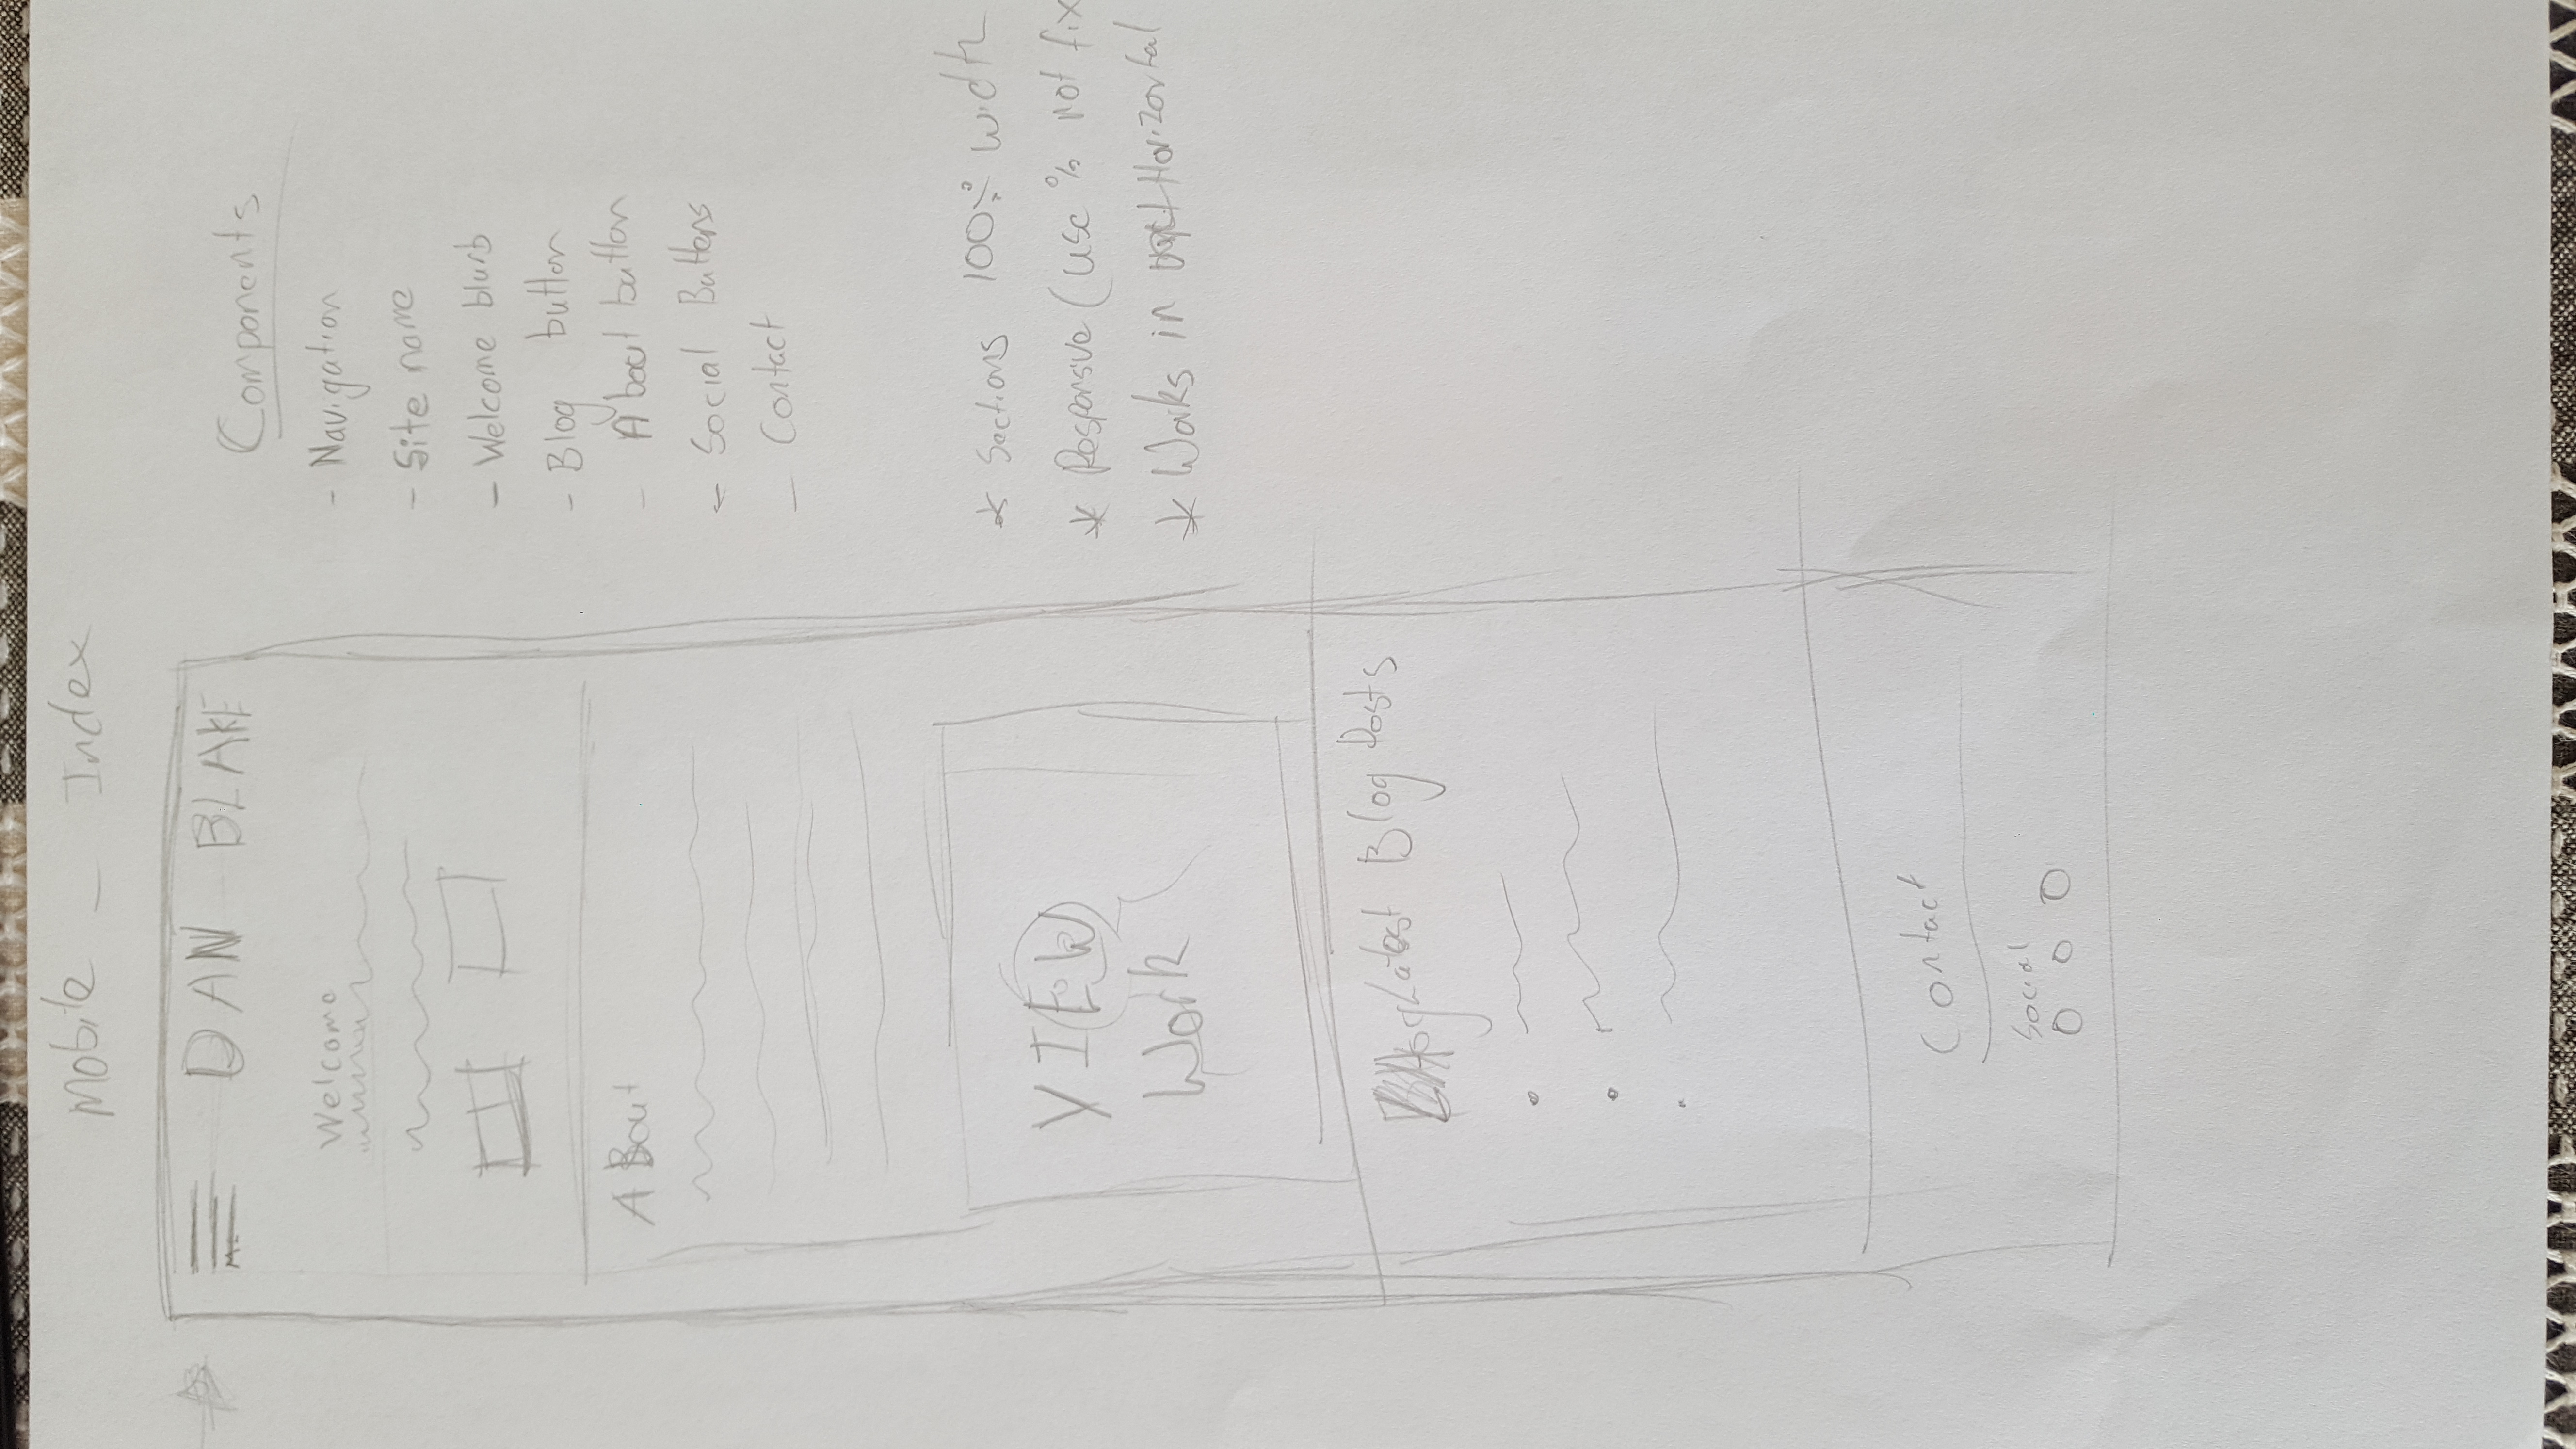 Mobile - Index
DAN BLAKE
Welcome
ABout
VIEW
Work
Latest Blog Posts
Contact
Social
Components
- Navigation
- Site name
- Welcome blurb
- Blog button
- About button
- Social Buttons
- Contact
* Sections 100% width
* Responsive (use % not fix
* Works in Horizontal